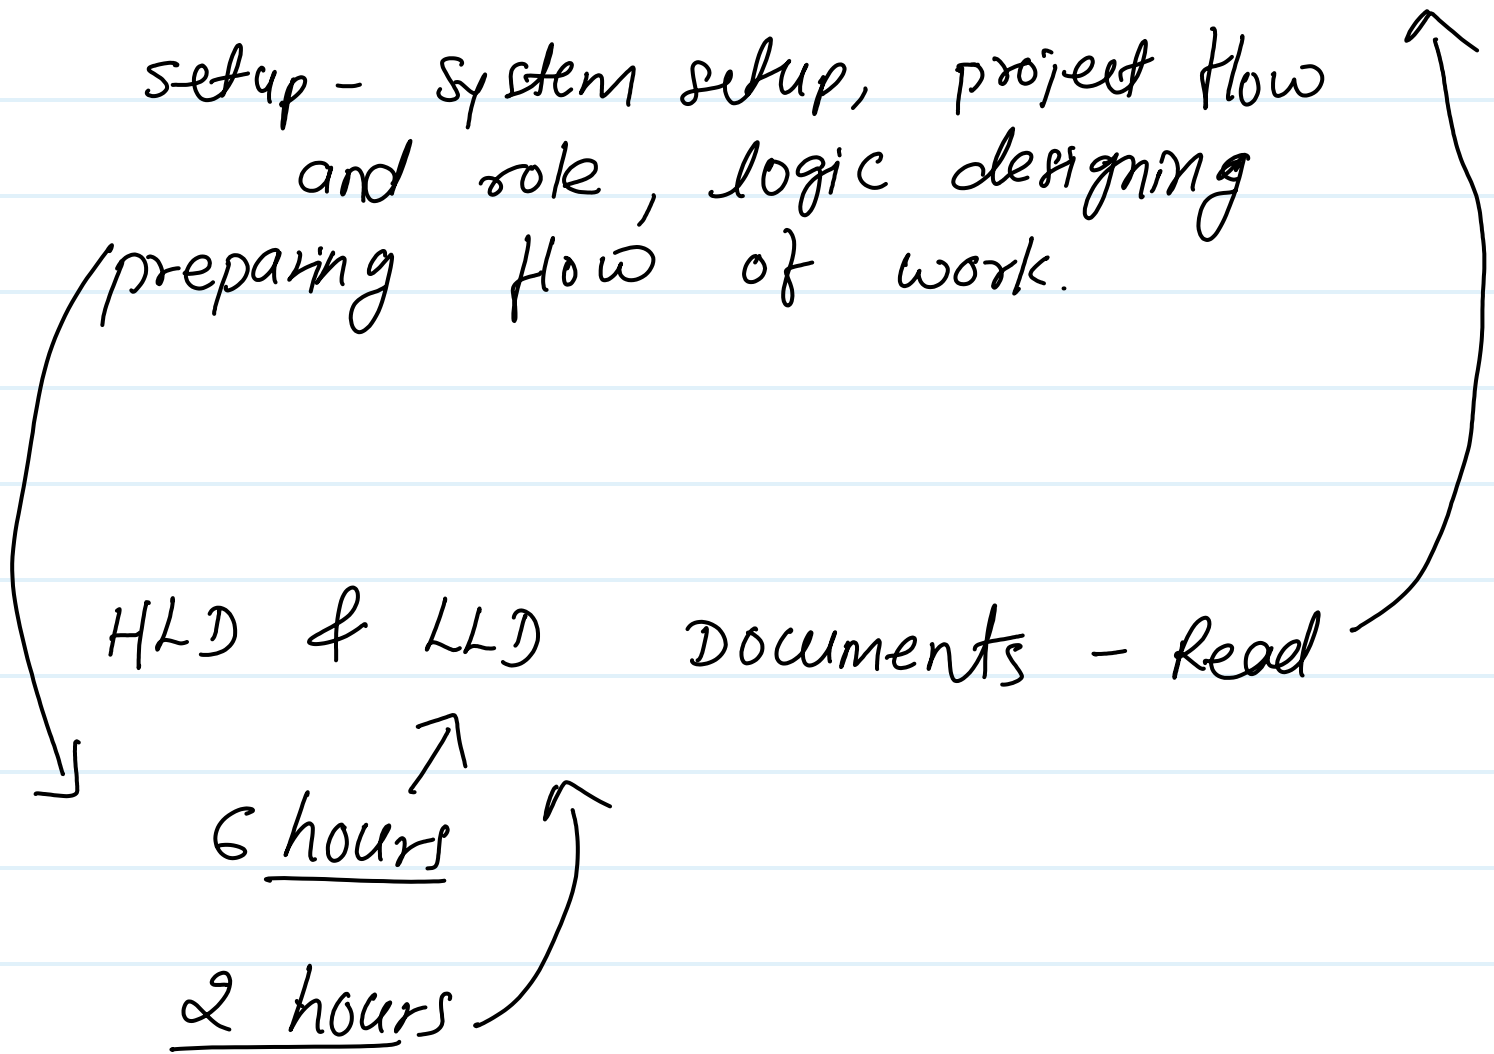 setup - system setup, project flow
and role, logic designing
preparing flow of work.
HLD & LLD Documents - Read
6 hours
2 hours